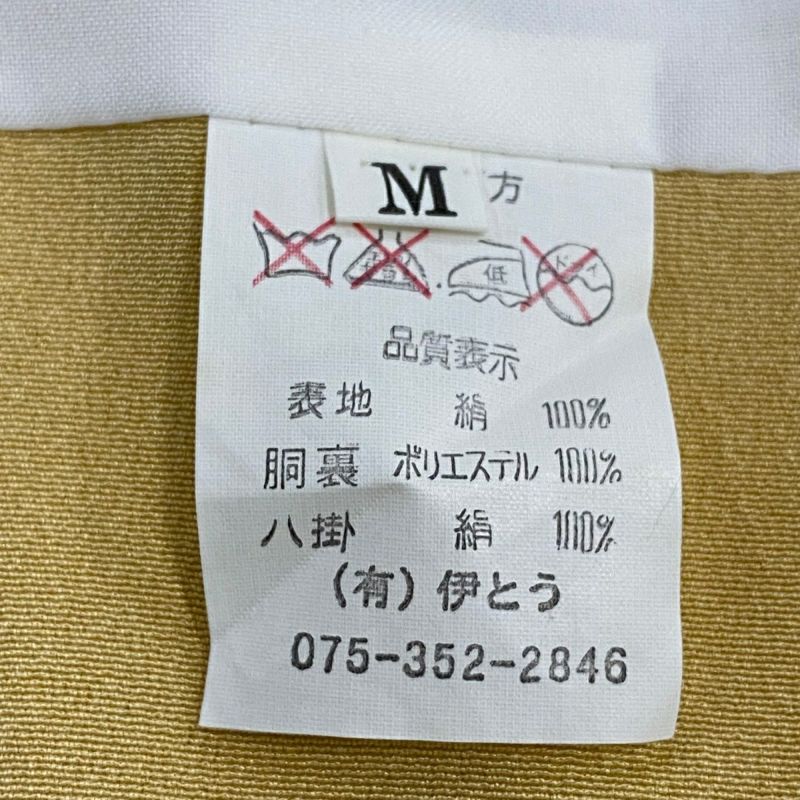 M 方
低 ドライ
品質表示
表地 絹 100%
胴裏 ポリエステル 100%
八掛 絹 100%
(有)伊とう
075-352-2846